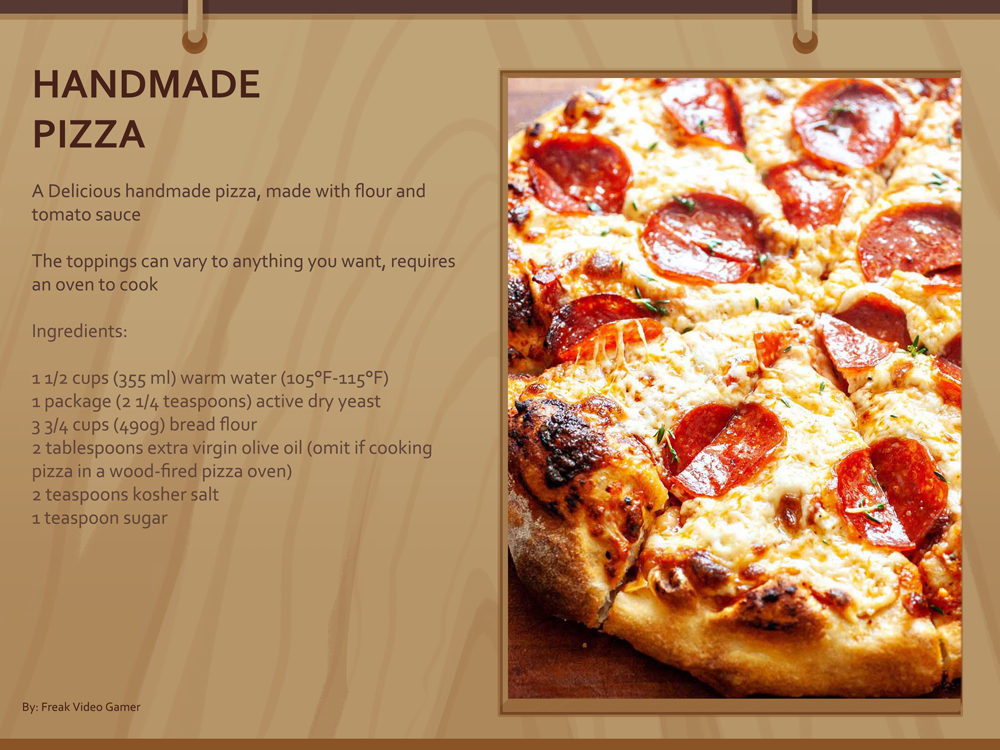 HANDMADE
PIZZA
A Delicious handmade pizza, made with flour and
tomato sauce
The toppings can vary to anything you want, requires
an oven to cook
Ingredients:
1 1/2 cups (355 ml) warm water (105°F-115°F)
1 package (2 1/4 teaspoons) active dry yeast
3 3/4 cups (490g) bread flour
2 tablespoons extra virgin olive oil (omit if cooking
pizza in a wood-fired pizza oven)
2 teaspoons kosher salt
1 teaspoon sugar
By: Freak Video Gamer